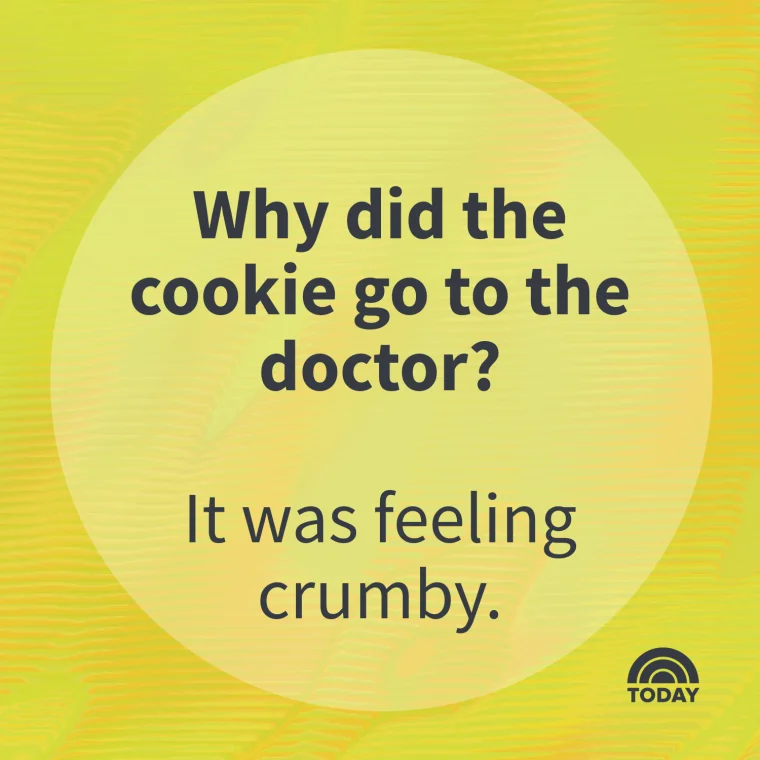 Why did the
cookie go to the
doctor?
It was feeling
crumby.
TODAY